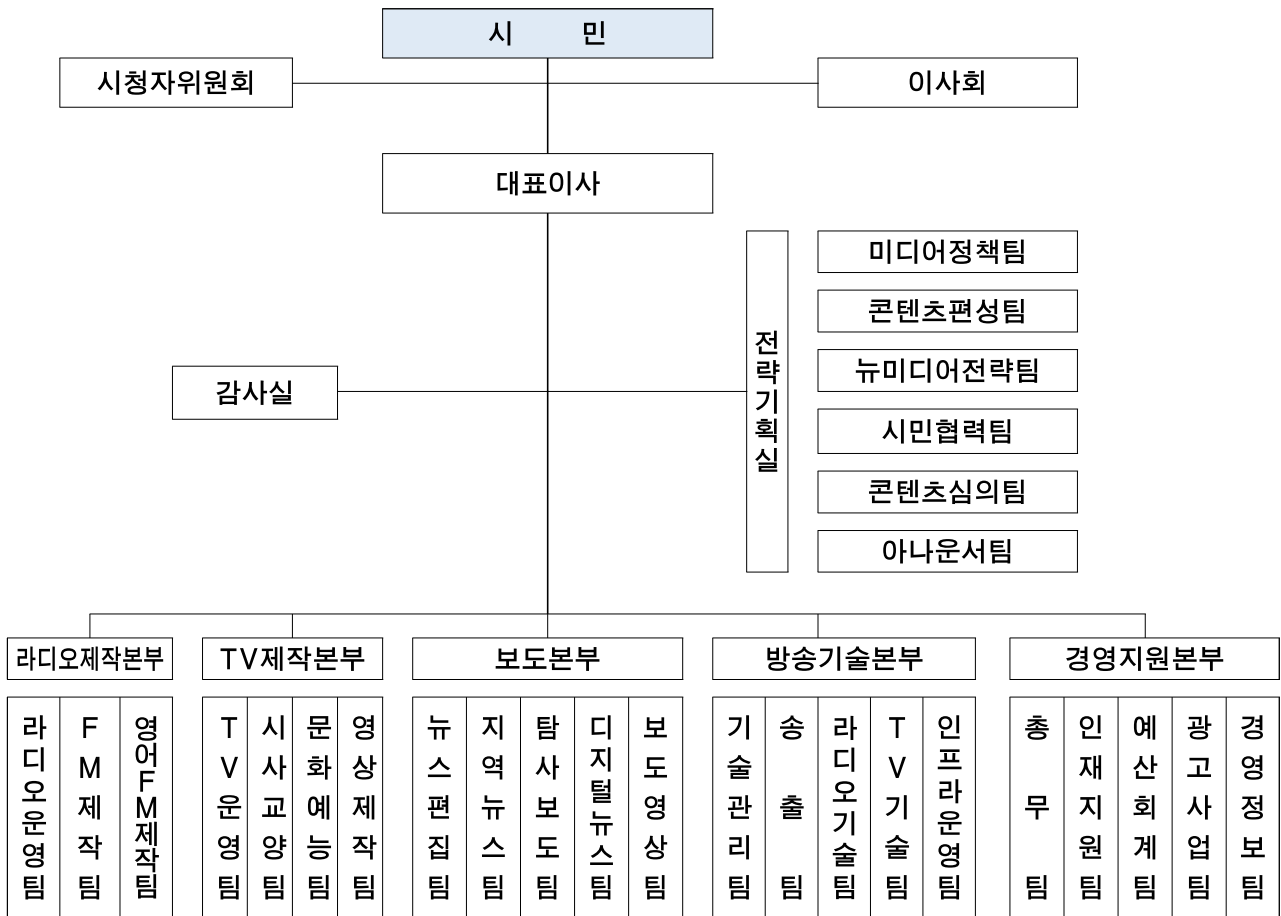 시 민
시청자위원회
이사회
대표이사
감사실
전략기획실
미디어정책팀
콘텐츠편성팀
뉴미디어전략팀
시민협력팀
콘텐츠심의팀
아나운서팀
라디오제작본부
TV제작본부
보도본부
방송기술본부
경영지원본부
라디오운영팀
FM제작팀
영어FM제작팀
TV운영팀
시사교양팀
문화예능팀
영상제작팀
뉴스편집팀
지역뉴스팀
탐사보도팀
디지털뉴스팀
보도영상팀
기술관리팀
송출팀
라디오기술팀
TV기술팀
인프라운영팀
총무팀
인재지원팀
예산회계팀
광고사업팀
경영정보팀